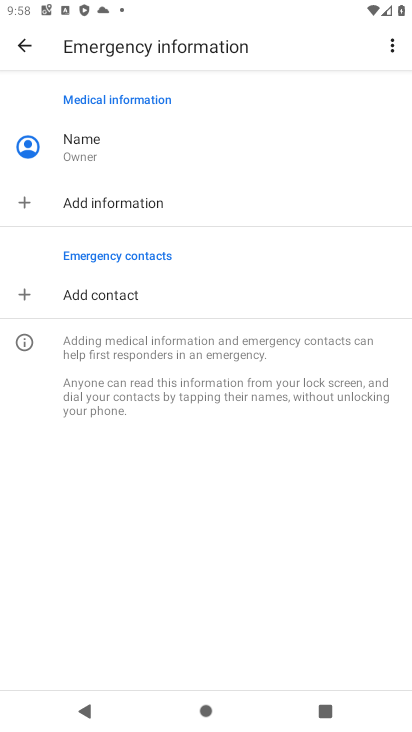 9:58
Emergency information
Medical information
Name
Owner
Add information
Emergency contacts
Add contact
Adding medical information and emergency contacts can
help first responders in an emergency.
Anyone can read this information from your lock screen, and
dial your contacts by tapping their names, without unlocking
your phone.